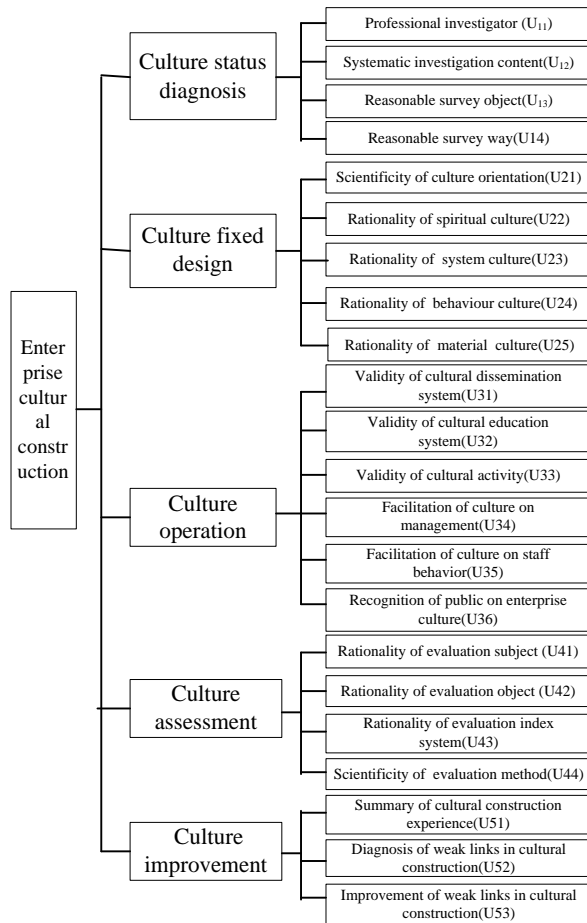 Enter
prise
cultur
al
constr
uction
Culture status
diagnosis
Professional investigator (U₁₁)
Systematic investigation content(U₁₂)
Reasonable survey object(U₁₃)
Reasonable survey way(U14)
Culture fixed
design
Scientificity of culture orientation(U21)
Rationality of spiritual culture(U22)
Rationality of system culture(U23)
Rationality of behaviour culture(U24)
Rationality of material culture(U25)
Culture
operation
Validity of cultural dissemination
system(U31)
Validity of cultural education
system(U32)
Validity of cultural activity(U33)
Facilitation of culture on
management(U34)
Facilitation of culture on staff
behavior(U35)
Recognition of public on enterprise
culture(U36)
Culture
assessment
Rationality of evaluation subject (U41)
Rationality of evaluation object (U42)
Rationality of evaluation index
system(U43)
Scientificity of evaluation method(U44)
Culture
improvement
Summary of cultural construction
experience(U51)
Diagnosis of weak links in cultural
construction(U52)
Improvement of weak links in cultural
construction(U53)